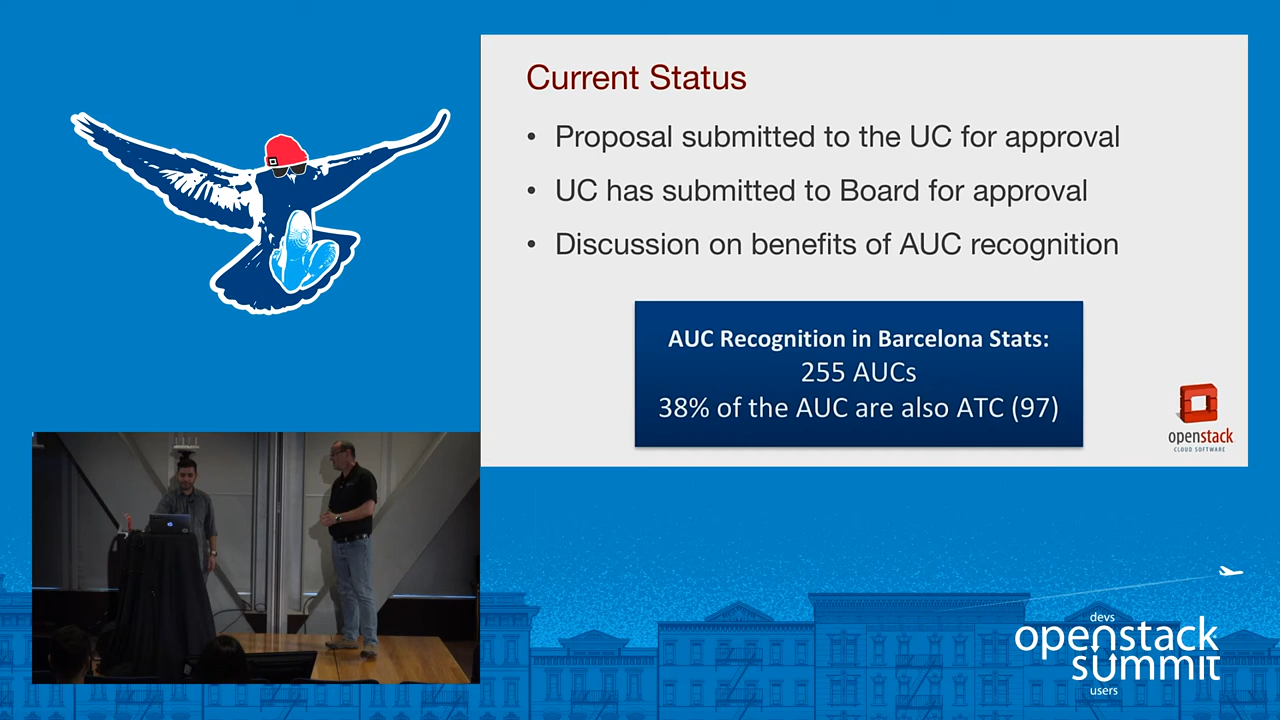 Current Status
• Proposal submitted to the UC for approval
• UC has submitted to Board for approval
• Discussion on benefits of AUC recognition
AUC Recognition in Barcelona Stats:
255 AUCs
38% of the AUC are also ATC (97)
openstack
CLOUD SOFTWARE
devs
openstack
summit
users